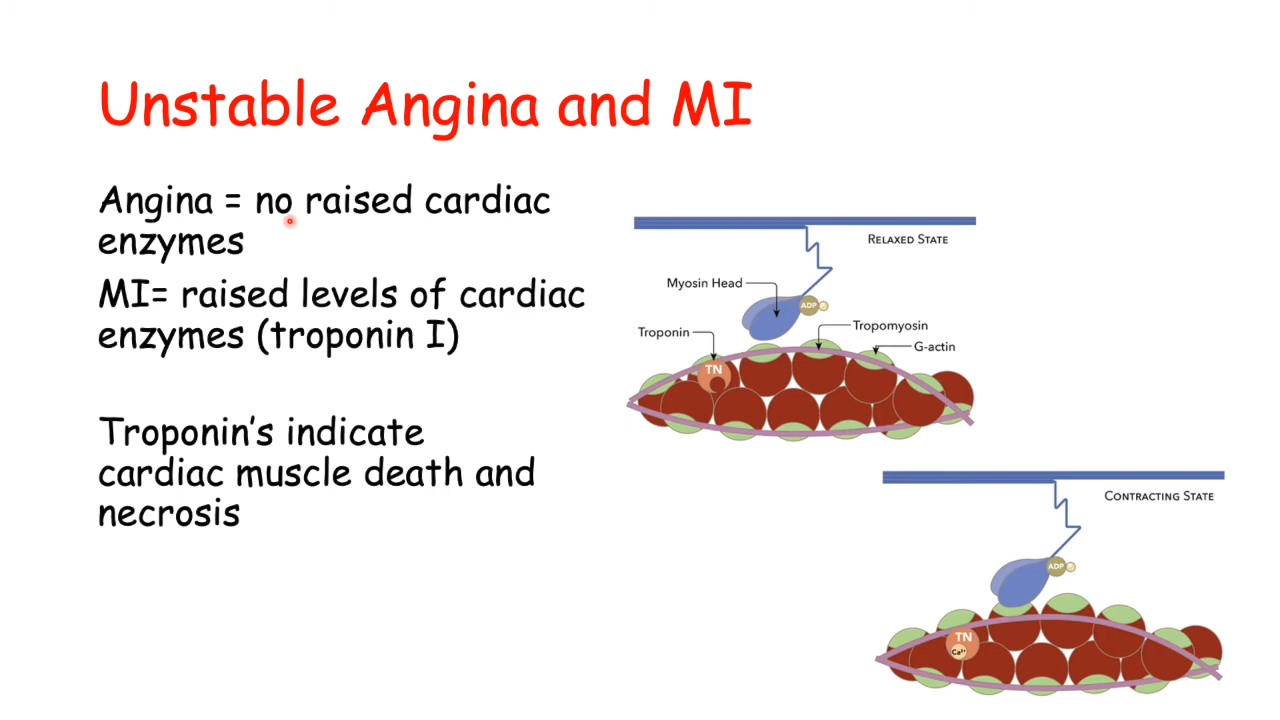 Unstable Angina and MI
Angina = no raised cardiac
enzymes
MI= raised levels of cardiac
enzymes (troponin I)
Troponin's indicate
cardiac muscle death and
necrosis
RELAXED STATE
Myosin Head
ADP
Troponin
Tropomyosin
G-actin
TN
CONTRACTING STATE
ADP
TN
Ca²⁺